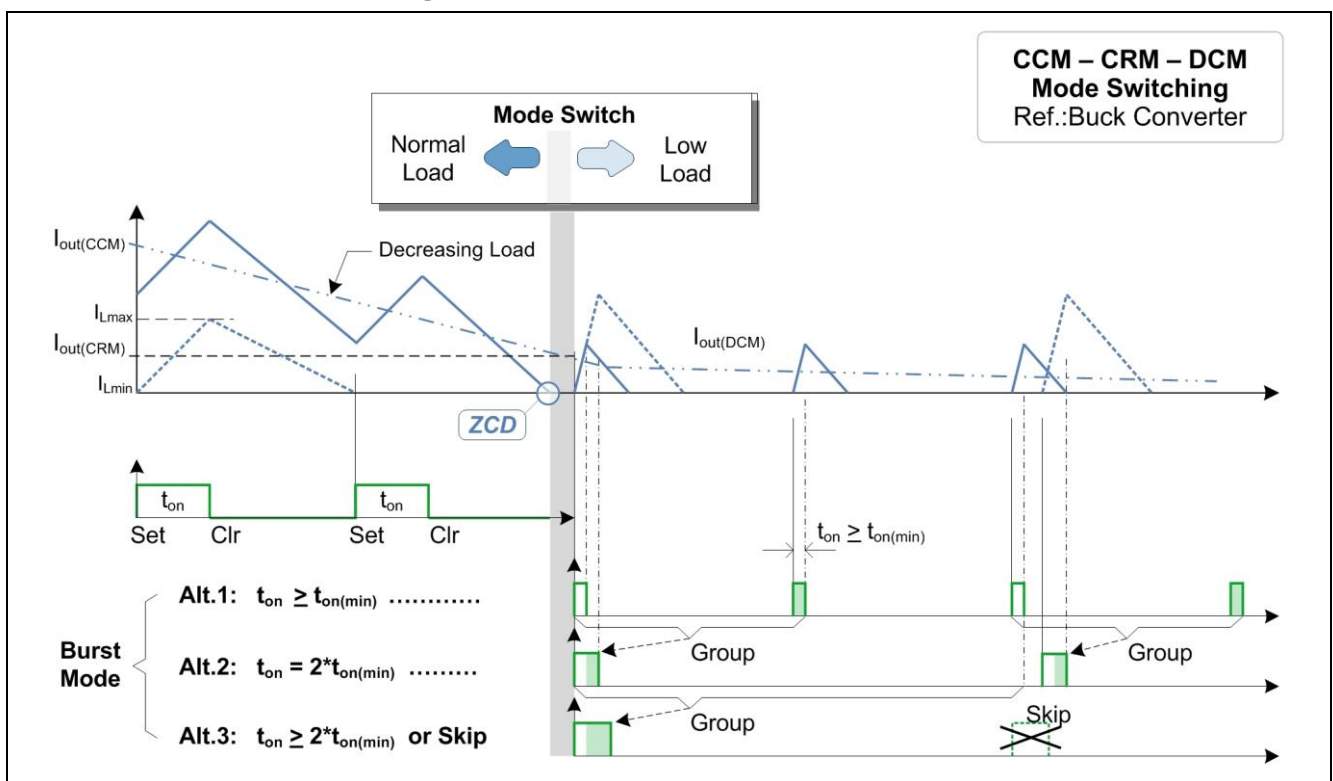 CCM – CRM – DCM
Mode Switching
Ref.:Buck Converter
Mode Switch
Normal
Load
Low
Load
Iout(CCM)
Decreasing Load
ILmax
Iout(CRM)
Iout(DCM)
ILmin
ZCD
ton
ton
Set
Clr
Set
Clr
ton ≥ ton(min)
Burst
Mode
Alt.1: ton ≥ ton(min) ............
Group
Group
Alt.2: ton = 2*ton(min) .........
Group
Skip
Alt.3: ton ≥ 2*ton(min) or Skip